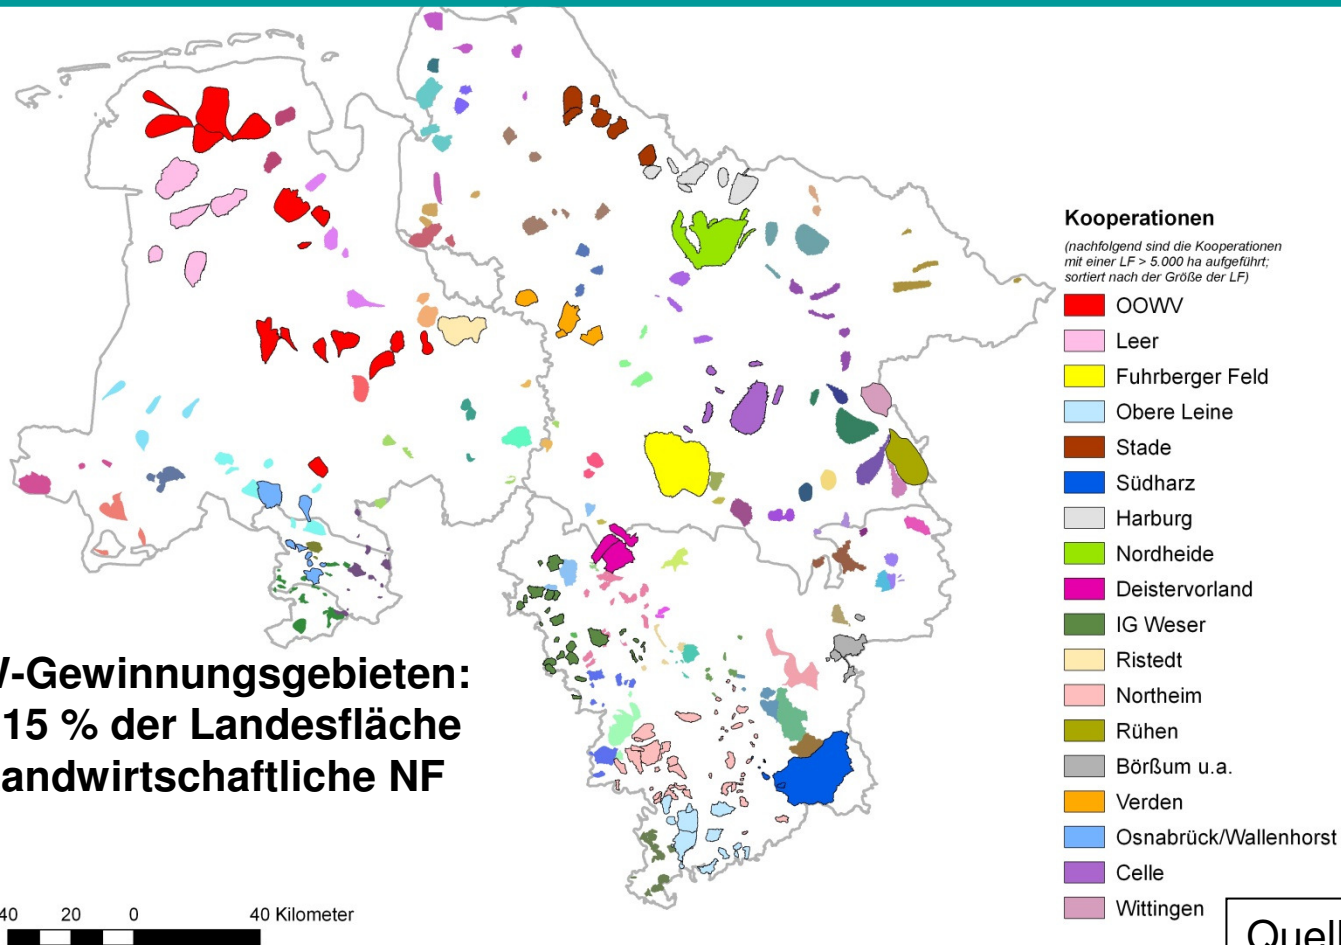 Kooperationen
(nachfolgend sind die Kooperationen
mit einer LF > 5.000 ha aufgeführt;
sortiert nach der Größe der LF)
OOWV
Leer
Fuhrberger Feld
Obere Leine
Stade
Südharz
Harburg
Nordheide
Deistervorland
IG Weser
Ristedt
Northeim
Rühen
Börßum u.a.
Verden
Osnabrück/Wallenhorst
Celle
Wittingen
-Gewinnungsgebieten:
15 % der Landesfläche
andwirtschaftliche NF
40 20 0 40 Kilometer
Quell